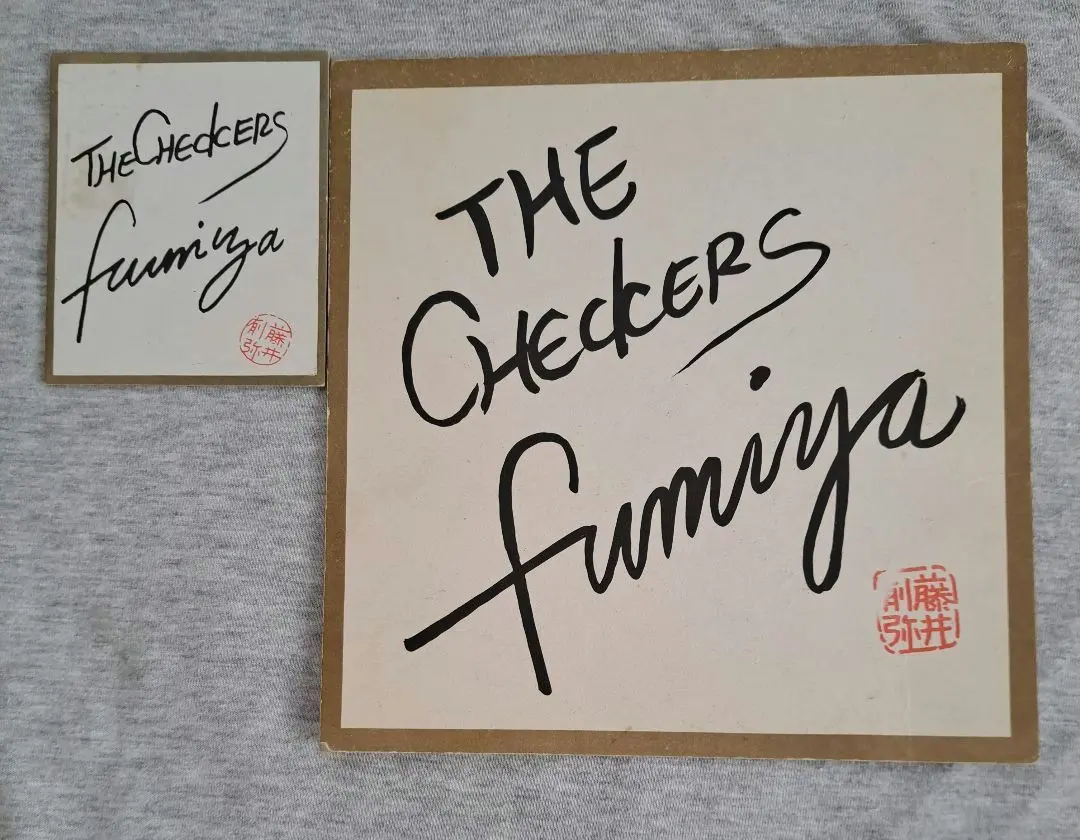 THE CHECKERS
fumiya
藤井
郁弥
THE
CHECKERS
fumiya
藤井
郁弥